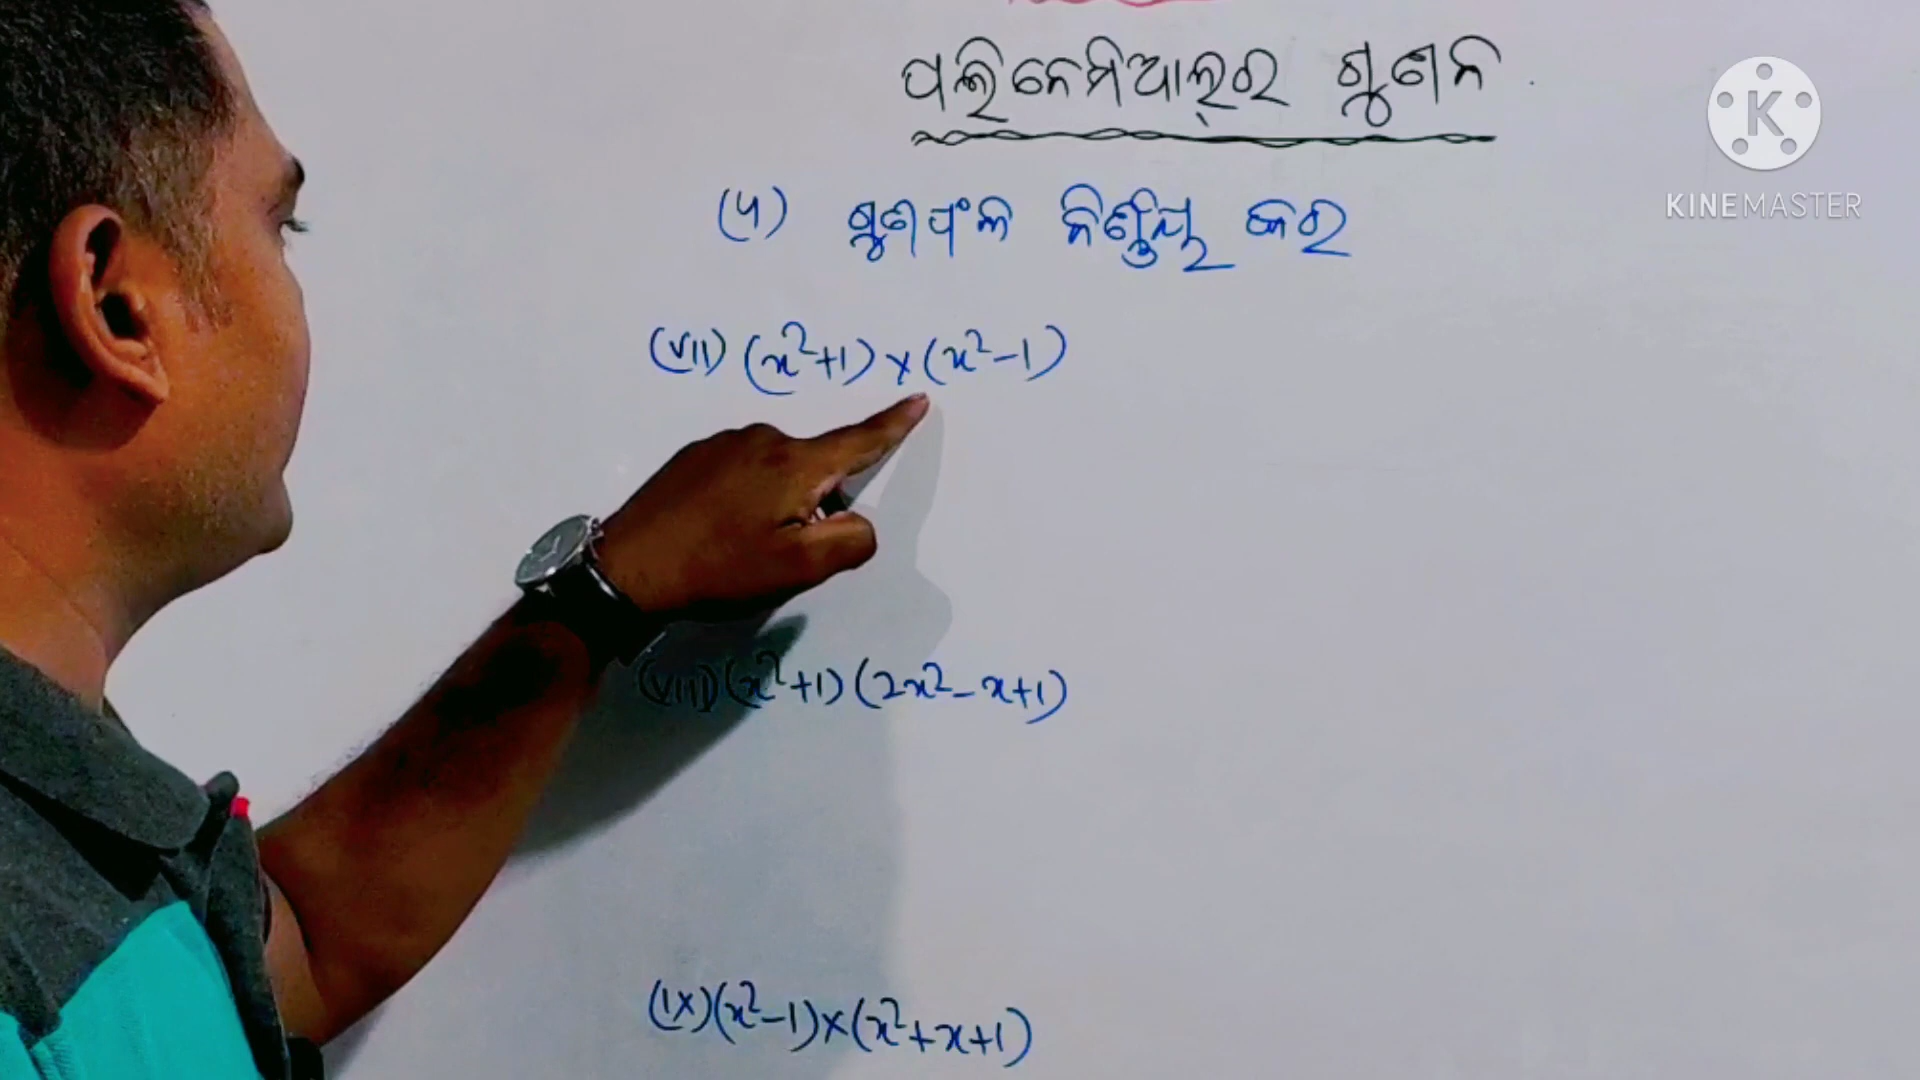 ପଲିନୋମିଆଲ୍‌ର ଗୁଣନ
(୫) ଗୁଣଫଳ ନିର୍ଣ୍ଣୟ କର
(VII) (x²+1) × (x²-1)
(VIII) (x²+1) (2x²-x+1)
(IX) (x²-1) × (x²+x+1)
K
KINEMASTER